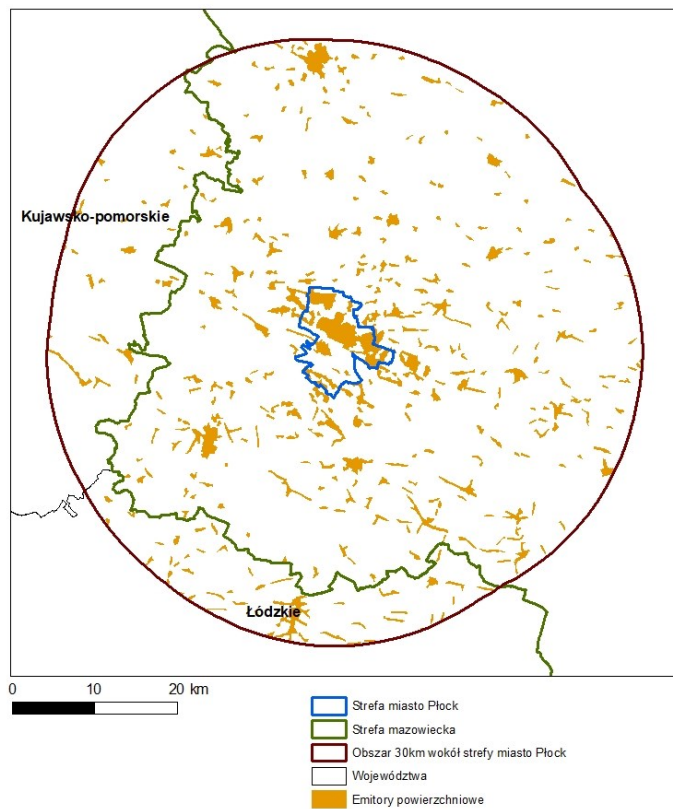 Kujawsko-pomorskie
Łódzkie
0 10 20 km
Strefa miasto Płock
Strefa mazowiecka
Obszar 30km wokół strefy miasto Płock
Województwa
Emitory powierzchniowe